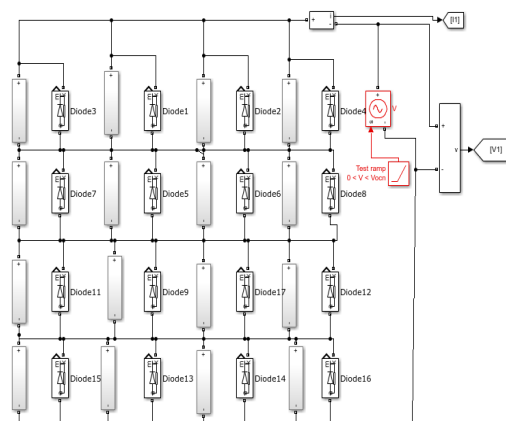 [I1]
Diode3
Diode1
Diode2
Diode4
V
[V1]
Test ramp
0 < V < Vocn
Diode7
Diode5
Diode6
Diode8
Diode11
Diode9
Diode17
Diode12
Diode15
Diode13
Diode14
Diode16